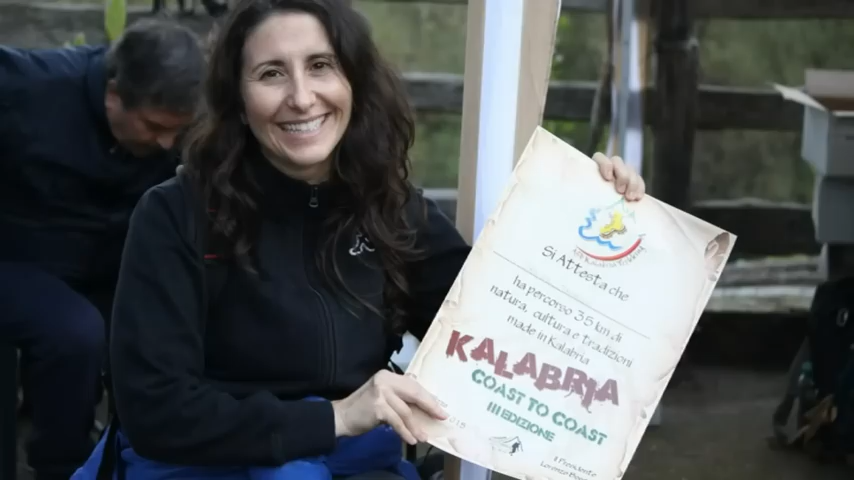 Si Attesta che
ha percorso 35 km di
natura, cultura e tradizioni
made in Kalabria
KALABRIA
COAST TO COAST
III EDIZIONE
Il Presidente
Lorenzo